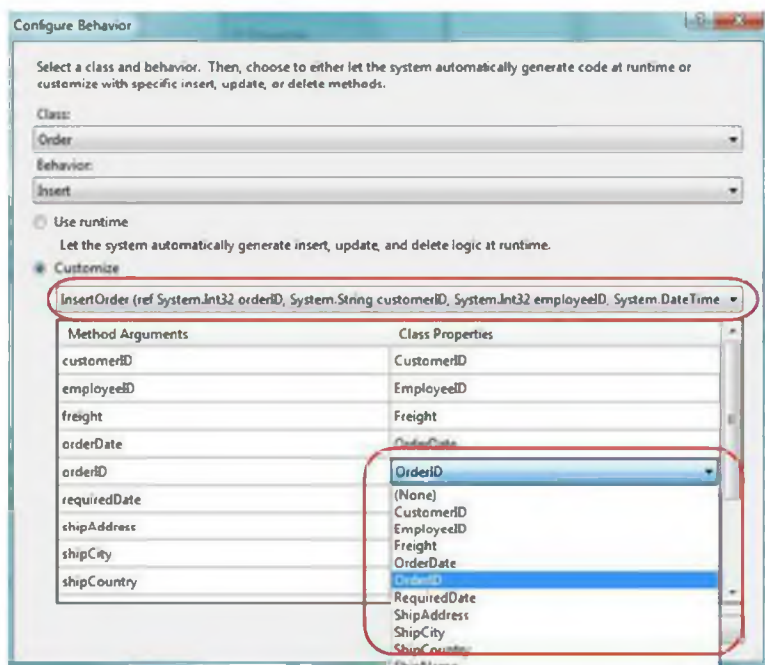 Configure Behavior
Select a class and behavior. Then, choose to either let the system automatically generate code at runtime or
customize with specific insert, update, or delete methods.
Class:
Order
Behavior:
Insert
Use runtime
Let the system automatically generate insert, update, and delete logic at runtime.
Customize
InsertOrder (ref System.Int32 orderID, System.String customerID, System.Int32 employeeID, System.DateTime
Method Arguments Class Properties
customerID CustomerID
employeeID EmployeeID
freight Freight
orderDate OrderDate
orderID OrderID
requiredDate (None)
CustomerID
shipAddress EmployeeID
Freight
shipCity OrderDate
shipCountry OrderID
RequiredDate
ShipAddress
ShipCity
ShipCountry